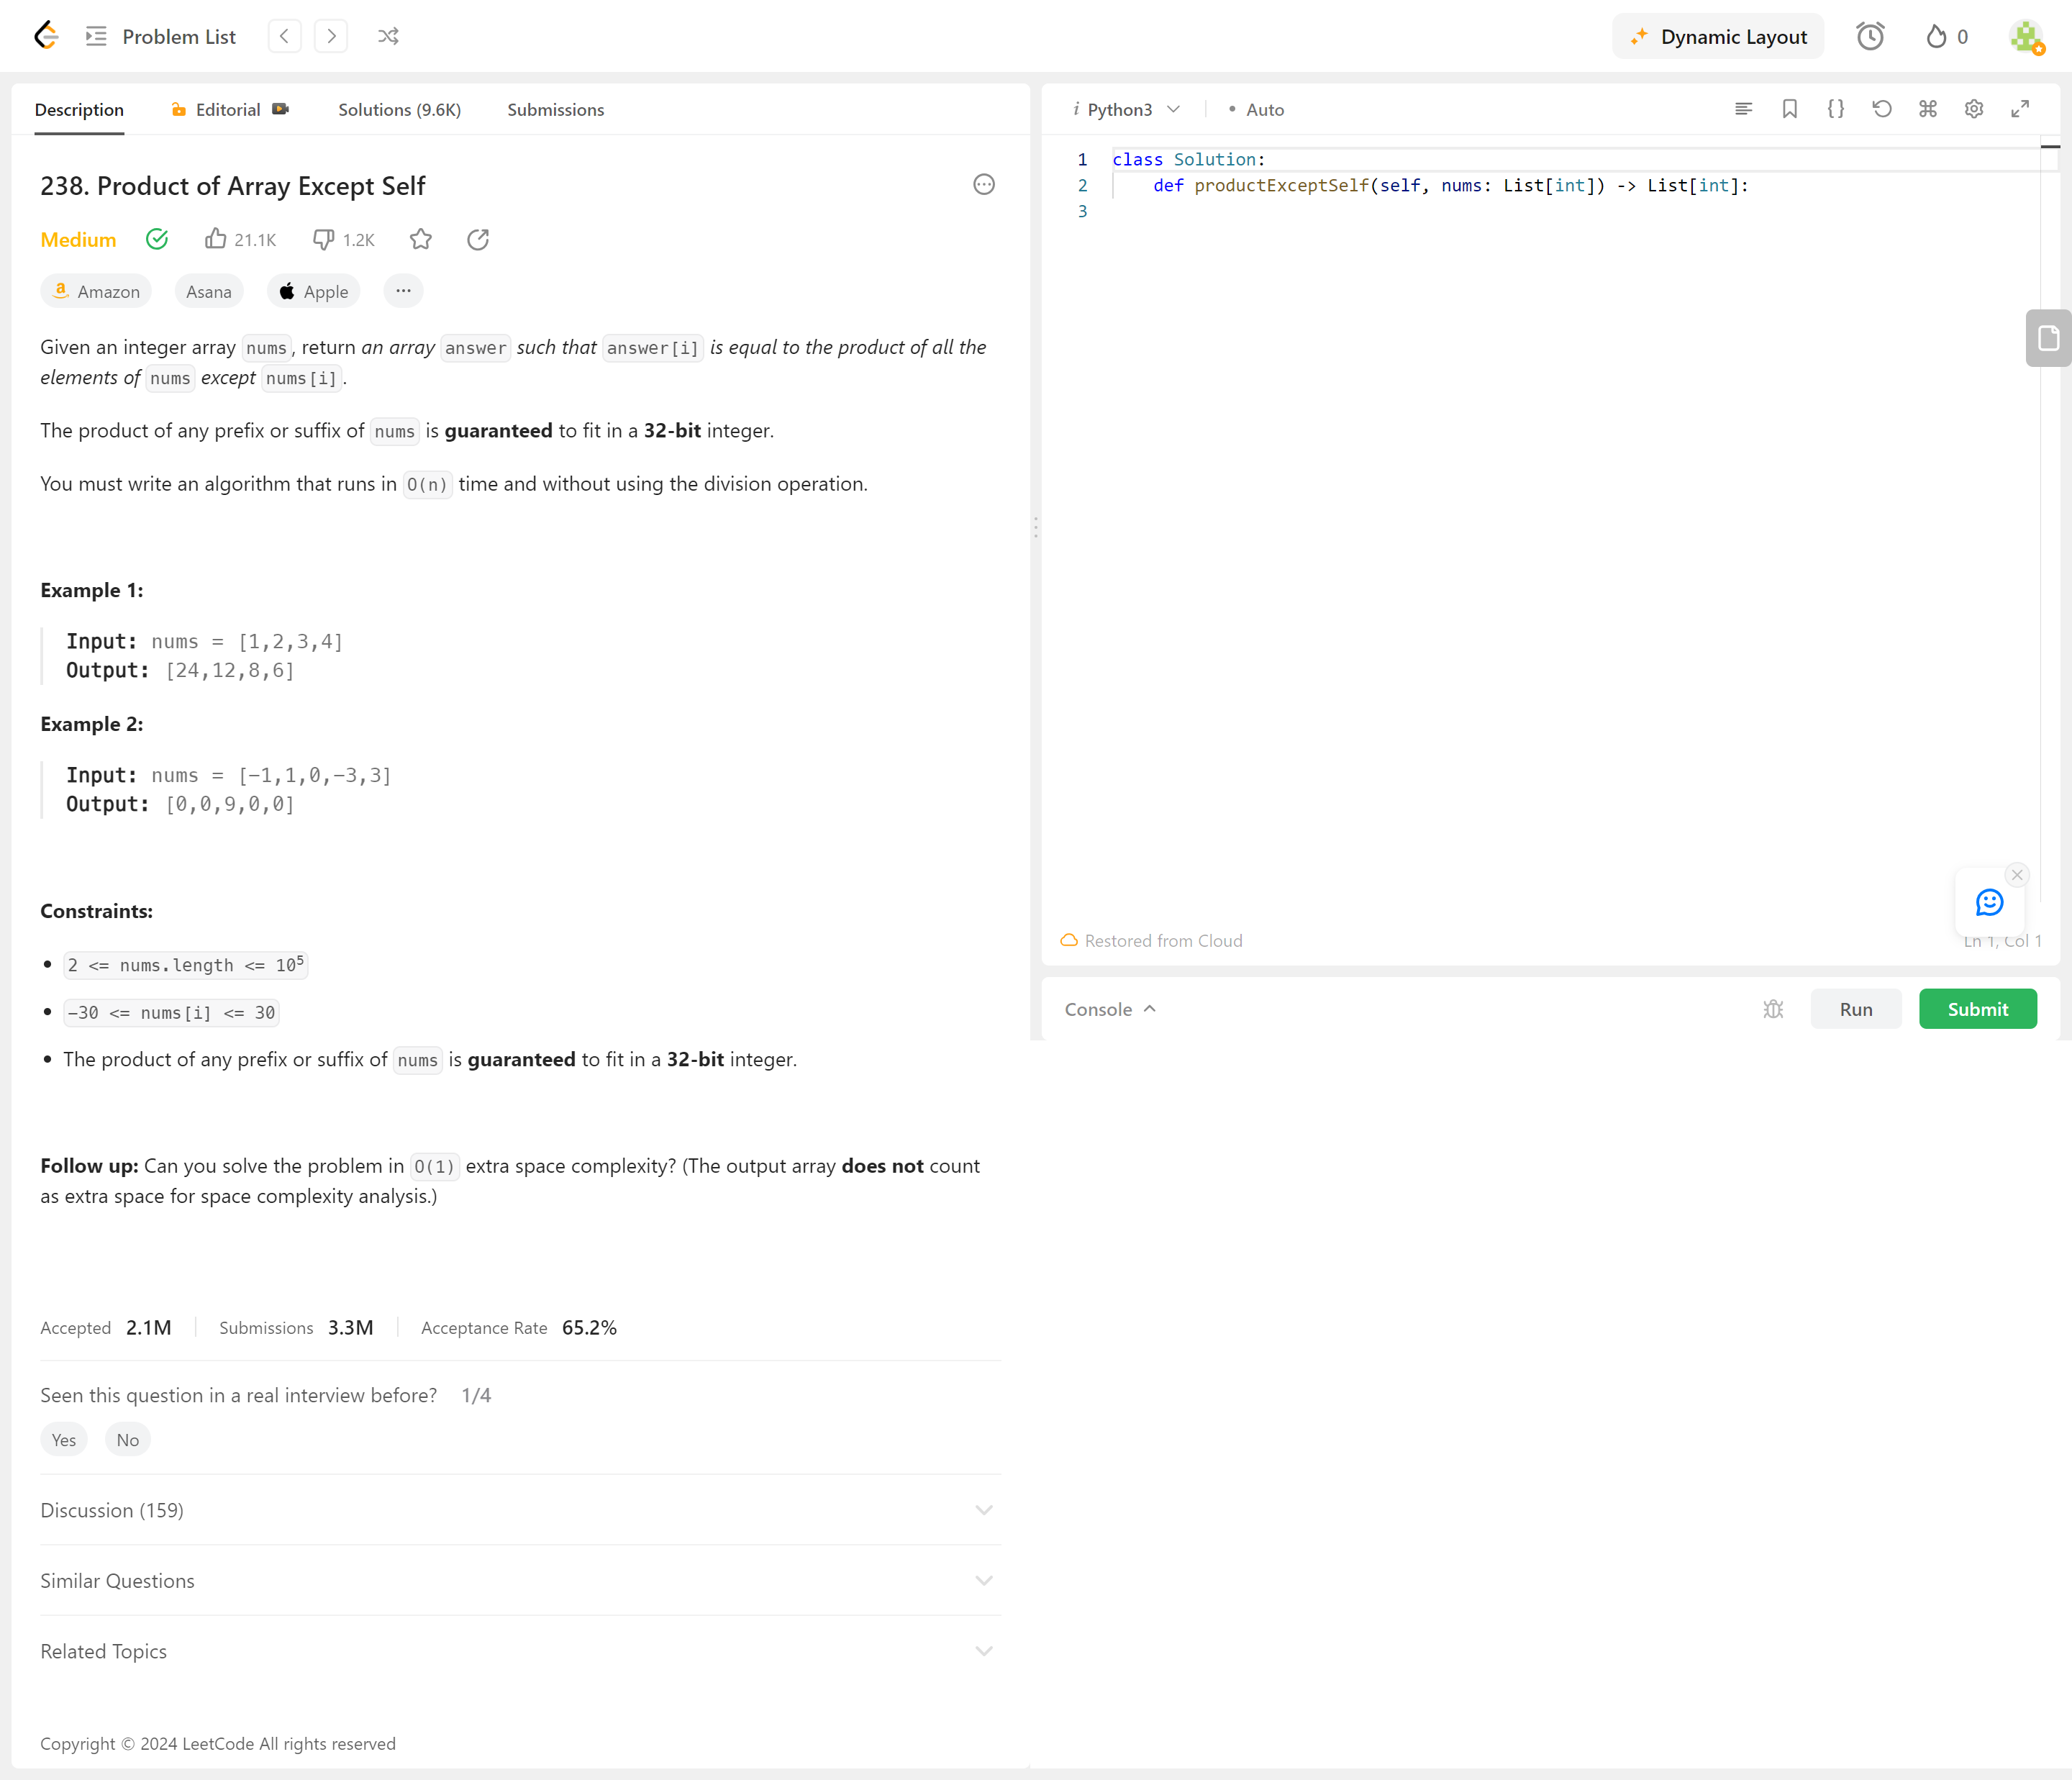 Problem List
Dynamic Layout
0
Description
Editorial
Solutions (9.6K)
Submissions
238. Product of Array Except Self
Medium
21.1K
1.2K
Amazon
Asana
Apple
Given an integer array nums, return an array answer such that answer[i] is equal to the product of all the
elements of nums except nums[i].
The product of any prefix or suffix of nums is guaranteed to fit in a 32-bit integer.
You must write an algorithm that runs in O(n) time and without using the division operation.
Example 1:
Input: nums = [1,2,3,4]
Output: [24,12,8,6]
Example 2:
Input: nums = [-1,1,0,-3,3]
Output: [0,0,9,0,0]
Constraints:
• 2 <= nums.length <= 10⁵
• -30 <= nums[i] <= 30
• The product of any prefix or suffix of nums is guaranteed to fit in a 32-bit integer.
Follow up: Can you solve the problem in O(1) extra space complexity? (The output array does not count
as extra space for space complexity analysis.)
Accepted 2.1M Submissions 3.3M Acceptance Rate 65.2%
Seen this question in a real interview before? 1/4
Yes No
Discussion (159)
Similar Questions
Related Topics
Copyright © 2024 LeetCode All rights reserved
i Python3 • Auto
1 class Solution:
2 def productExceptSelf(self, nums: List[int]) -> List[int]:
3
Restored from Cloud
Ln 1, Col 1
Console
Run
Submit